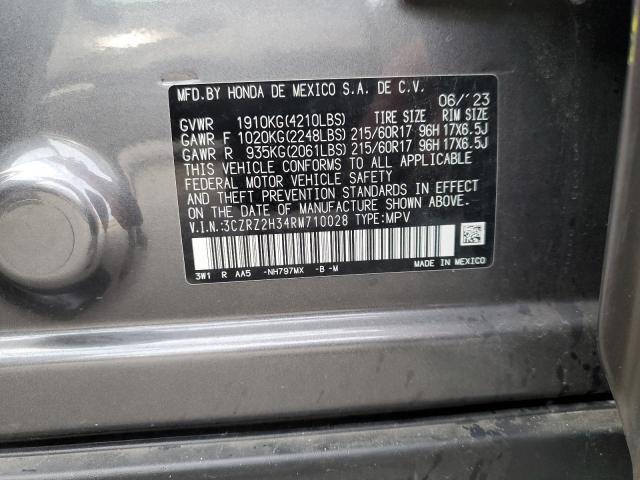 MFD.BY HONDA DE MEXICO S.A. DE C.V.
06/'23
GVWR 1910KG(4210LBS) TIRE SIZE RIM SIZE
GAWR F 1020KG(2248LBS) 215/60R17 96H 17X6.5J
GAWR R 935KG(2061LBS) 215/60R17 96H 17X6.5J
THIS VEHICLE CONFORMS TO ALL APPLICABLE
FEDERAL MOTOR VEHICLE SAFETY
AND THEFT PREVENTION STANDARDS IN EFFECT
ON THE DATE OF MANUFACTURE SHOWN ABOVE.
V.I.N.:3CZRZ2H34RM710028 TYPE:MPV
3W1 R AA5 -NH797MX -B -M MADE IN MEXICO